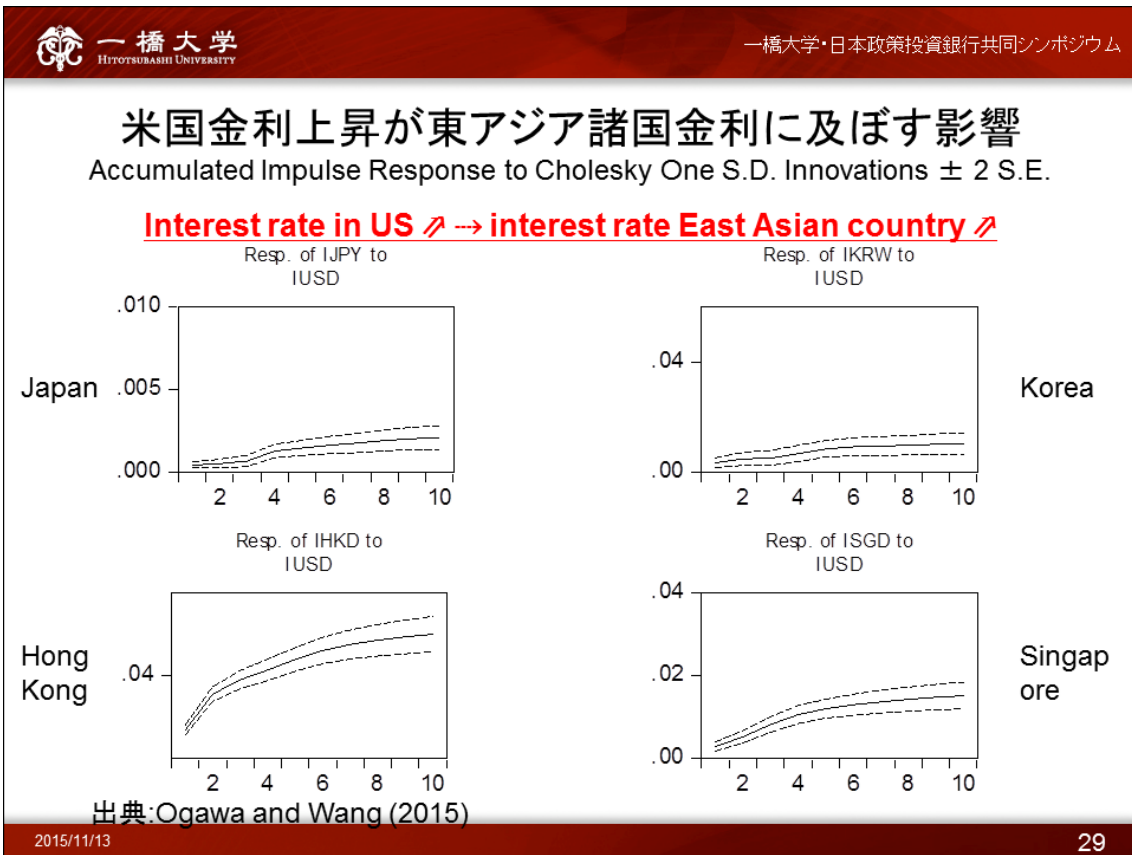 一橋大学
HITOTSUBASHI UNIVERSITY
一橋大学・日本政策投資銀行共同シンポジウム
米国金利上昇が東アジア諸国金利に及ぼす影響
Accumulated Impulse Response to Cholesky One S.D. Innovations ± 2 S.E.
Interest rate in US ⇗ ⤏ interest rate East Asian country ⇗
Resp. of IJPY to
IUSD
.010
.005
.000
2 4 6 8 10
Japan
Resp. of IKRW to
IUSD
.04
.00
2 4 6 8 10
Korea
Resp. of IHKD to
IUSD
.04
2 4 6 8 10
Hong
Kong
Resp. of ISGD to
IUSD
.04
.02
.00
2 4 6 8 10
Singap
ore
出典:Ogawa and Wang (2015)
2015/11/13
29